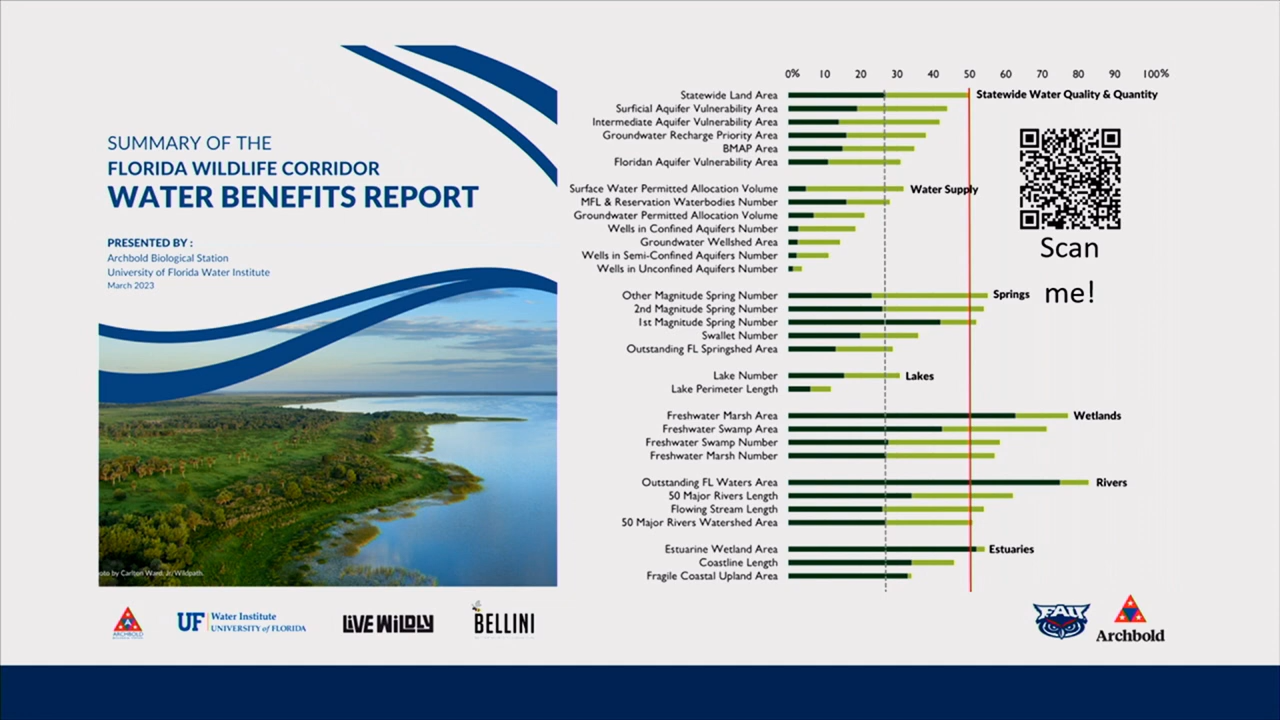 SUMMARY OF THE
FLORIDA WILDLIFE CORRIDOR
WATER BENEFITS REPORT
PRESENTED BY :
Archbold Biological Station
University of Florida Water Institute
March 2023
oto by Carlton Ward, Jr/Wildpath.
ARCHBOLD
UF Water Institute
UNIVERSITY of FLORIDA
LIVE WILDLY
BELLINI
0% 10 20 30 40 50 60 70 80 90 100%
Statewide Land Area Statewide Water Quality & Quantity
Surficial Aquifer Vulnerability Area
Intermediate Aquifer Vulnerability Area
Groundwater Recharge Priority Area
BMAP Area
Floridan Aquifer Vulnerability Area
Surface Water Permitted Allocation Volume Water Supply
MFL & Reservation Waterbodies Number
Groundwater Permitted Allocation Volume
Wells in Confined Aquifers Number
Groundwater Wellshed Area
Wells in Semi-Confined Aquifers Number
Wells in Unconfined Aquifers Number
Other Magnitude Spring Number Springs
2nd Magnitude Spring Number
1st Magnitude Spring Number
Swallet Number
Outstanding FL Springshed Area
Lake Number Lakes
Lake Perimeter Length
Freshwater Marsh Area Wetlands
Freshwater Swamp Area
Freshwater Swamp Number
Freshwater Marsh Number
Outstanding FL Waters Area Rivers
50 Major Rivers Length
Flowing Stream Length
50 Major Rivers Watershed Area
Estuarine Wetland Area Estuaries
Coastline Length
Fragile Coastal Upland Area
Scan
me!
FAU
Archbold